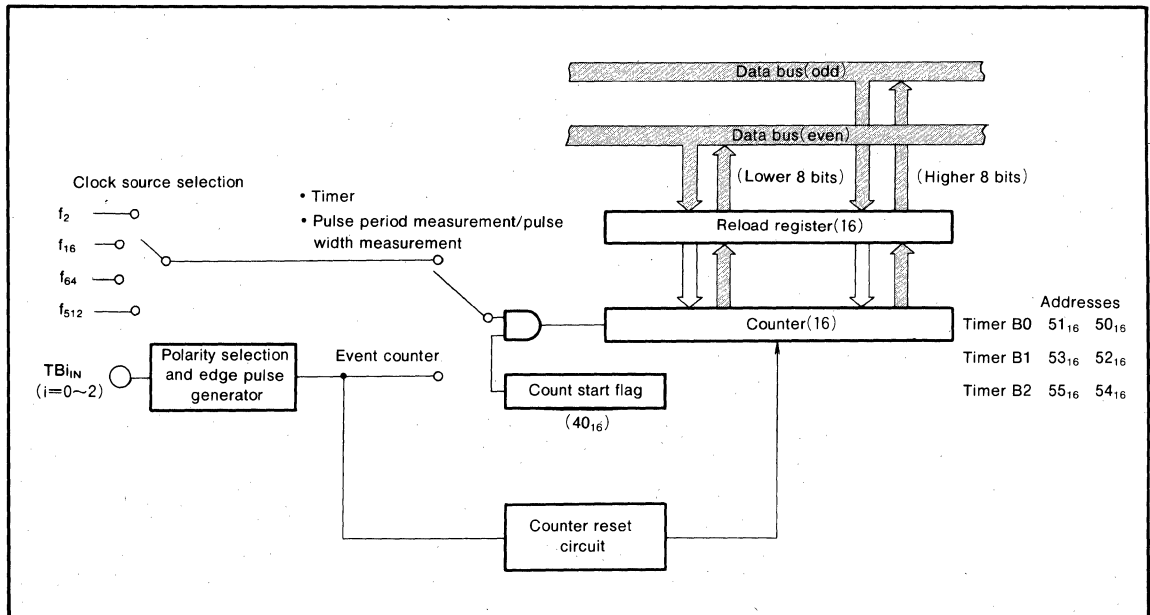 Data bus(odd)
Data bus(even)
(Lower 8 bits)
(Higher 8 bits)
Clock source selection
f₂
f₁₆
f₆₄
f₅₁₂
• Timer
• Pulse period measurement/pulse
width measurement
Reload register(16)
Counter(16)
Addresses
Timer B0 51₁₆ 50₁₆
Timer B1 53₁₆ 52₁₆
Timer B2 55₁₆ 54₁₆
TBiIN
(i=0~2)
Polarity selection
and edge pulse
generator
Event counter
Count start flag
(40₁₆)
Counter reset
circuit